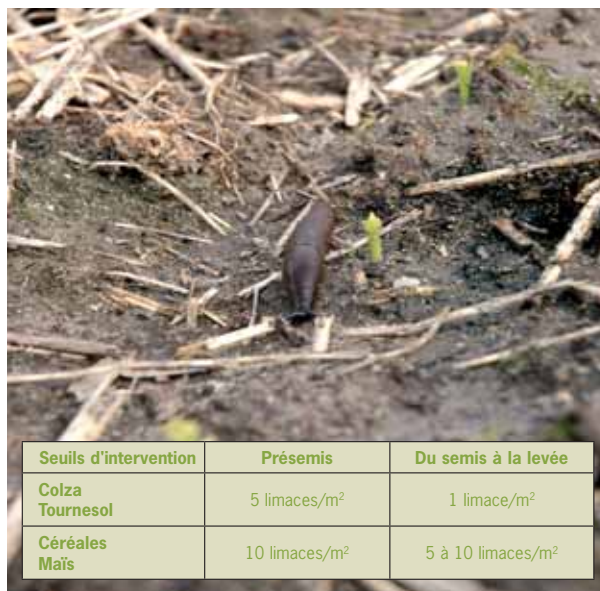 Seuils d'intervention Présemis Du semis à la levée
Colza
Tournesol 5 limaces/m² 1 limace/m²
Céréales
Maïs 10 limaces/m² 5 à 10 limaces/m²